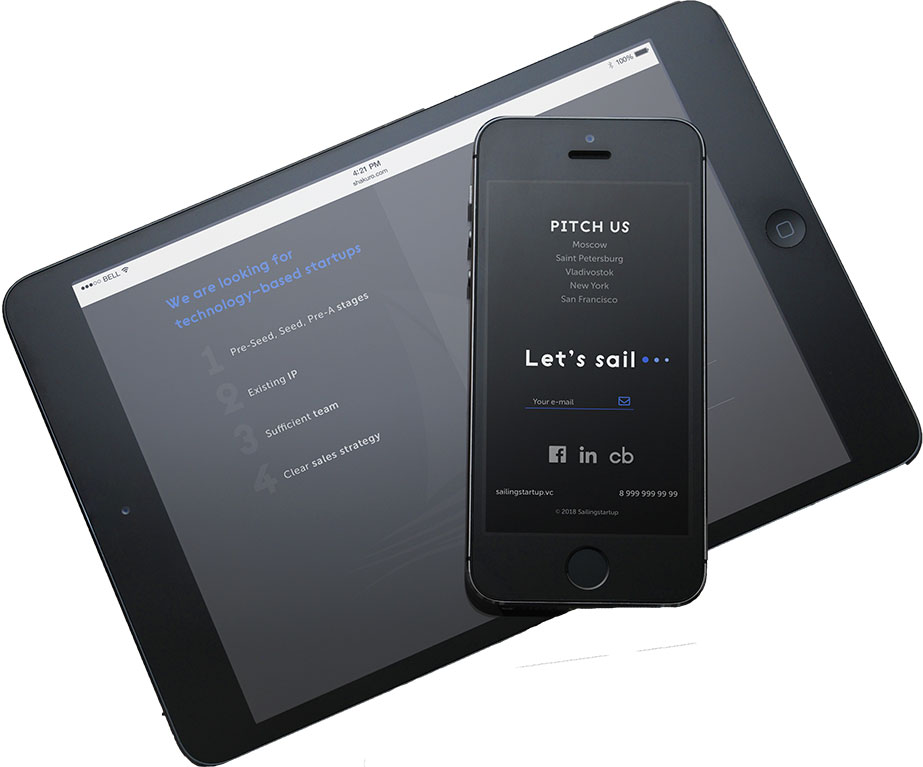 BELL
4:21 PM
shakuro.com
100%
We are looking for
technology-based startups
1 Pre-Seed, Seed, Pre-A stages
2 Existing IP
3 Sufficient team
4 Clear sales strategy
PITCH US
Moscow
Saint Petersburg
Vladivostok
New York
San Francisco
Let's sail
Your e-mail
in cb
sailingstartup.vc 8 999 999 99 99
© 2018 Sailingstartup